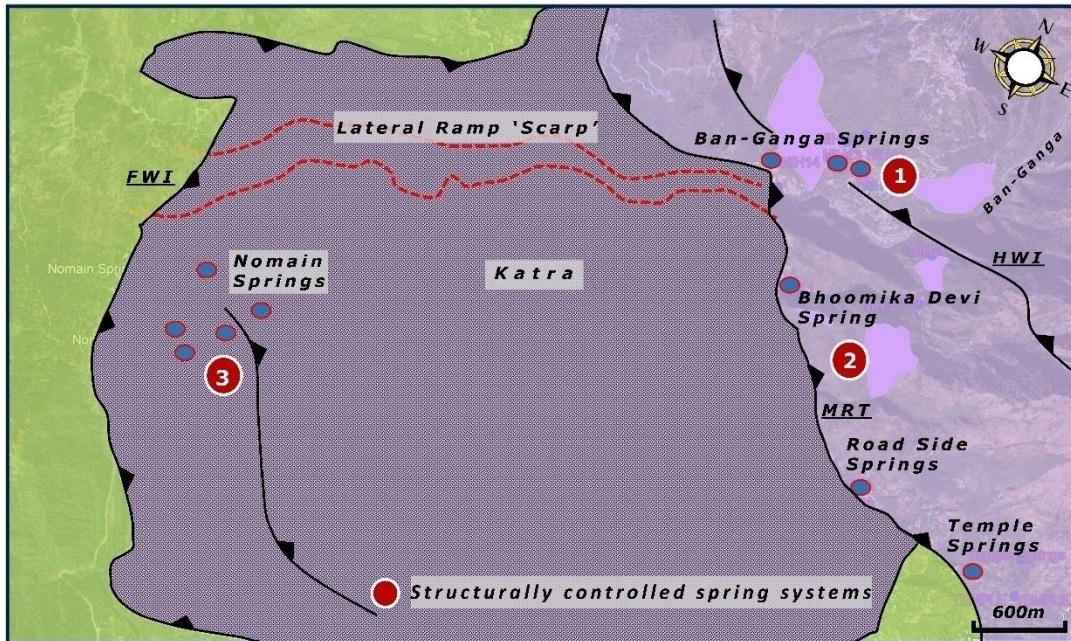 N
W
E
S
Lateral Ramp ‘Scarp’
Ban-Ganga Springs
1
Ban-Ganga
FWI
HWI
Nomain Spri
Nomain
Springs
Katra
Bhoomika Devi
Spring
3
2
MRT
Road Side
Springs
Temple
Springs
Structurally controlled spring systems
600m